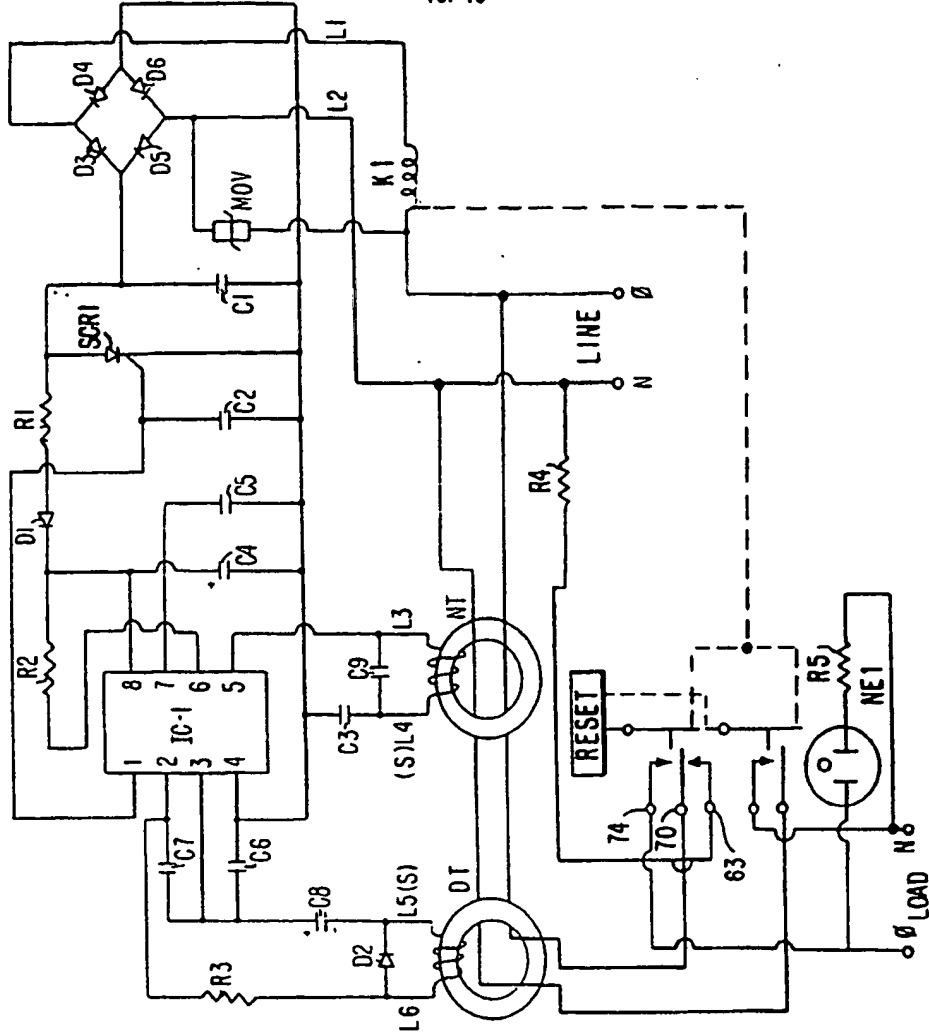 L1
D4
D6
L2
D3
D5
MOV
K1
C1
SCR1
LINE
Ø
N
R1
C2
R4
C5
D1
C4
R2
8
7
6
5
IC-1
1
2
3
4
C9
L3
NT
C3
(S)L4
RESET
R5
NE1
C7
C6
74
70
63
C8
L5(S)
DT
D2
R3
L6
N
Ø
LOAD